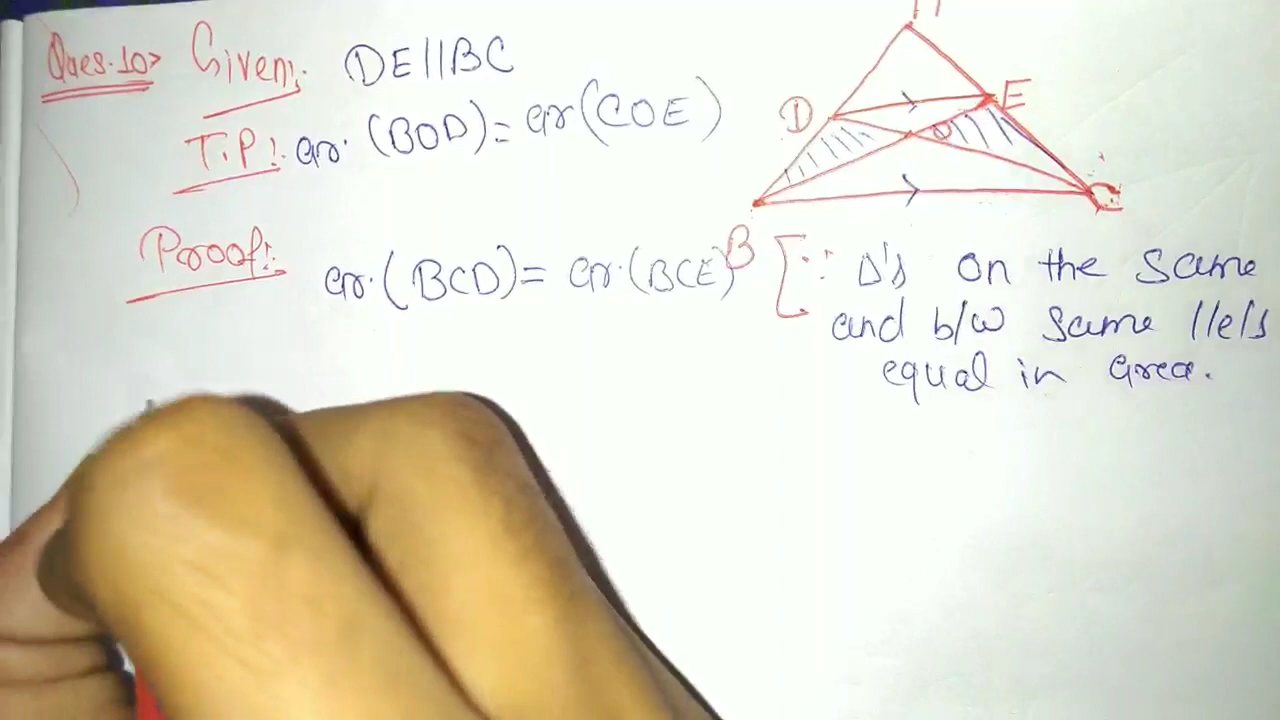 Ques.10> Given:. DE||BC
T.P!. ar. (BOD)= ar(COE)
D
E
O
B
C
Proof:. ar.(BCD)= ar.(BCE) [∵ Δ's on the same
and b/w same ||e/s
equal in area.